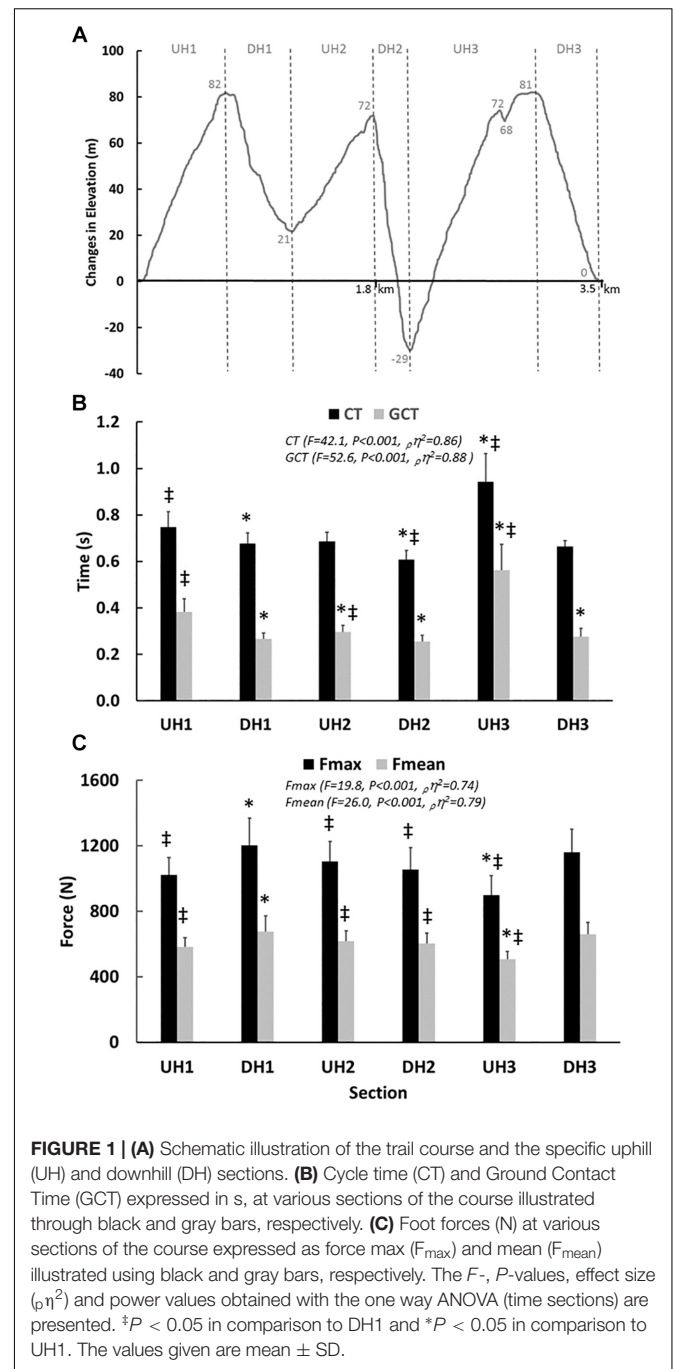 A
100
80
60
40
20
0
-20
-40
Changes in Elevation (m)
UH1 DH1 UH2 DH2 UH3 DH3
82
21
72
-29
72
68
81
0
1.8 km
3.5 km
B
CT GCT
CT (F=42.1, P<0.001, ρη²=0.86)
GCT (F=52.6, P<0.001, ρη²=0.88 )
1.2
1.0
0.8
0.6
0.4
0.2
0.0
Time (s)
‡ ‡ * * *‡ *‡ * *‡ *‡ *
UH1 DH1 UH2 DH2 UH3 DH3
C
Fmax Fmean
Fmax (F=19.8, P<0.001, ρη²=0.74)
Fmean (F=26.0, P<0.001, ρη²=0.79)
1600
1200
800
400
0
Force (N)
‡ ‡ * * ‡ ‡ ‡ ‡ *‡ *‡
UH1 DH1 UH2 DH2 UH3 DH3
Section
FIGURE 1 | (A) Schematic illustration of the trail course and the specific uphill
(UH) and downhill (DH) sections. (B) Cycle time (CT) and Ground Contact
Time (GCT) expressed in s, at various sections of the course illustrated
through black and gray bars, respectively. (C) Foot forces (N) at various
sections of the course expressed as force max (Fmax) and mean (Fmean)
illustrated using black and gray bars, respectively. The F-, P-values, effect size
(pη²) and power values obtained with the one way ANOVA (time sections) are
presented. ‡P < 0.05 in comparison to DH1 and *P < 0.05 in comparison to
UH1. The values given are mean ± SD.